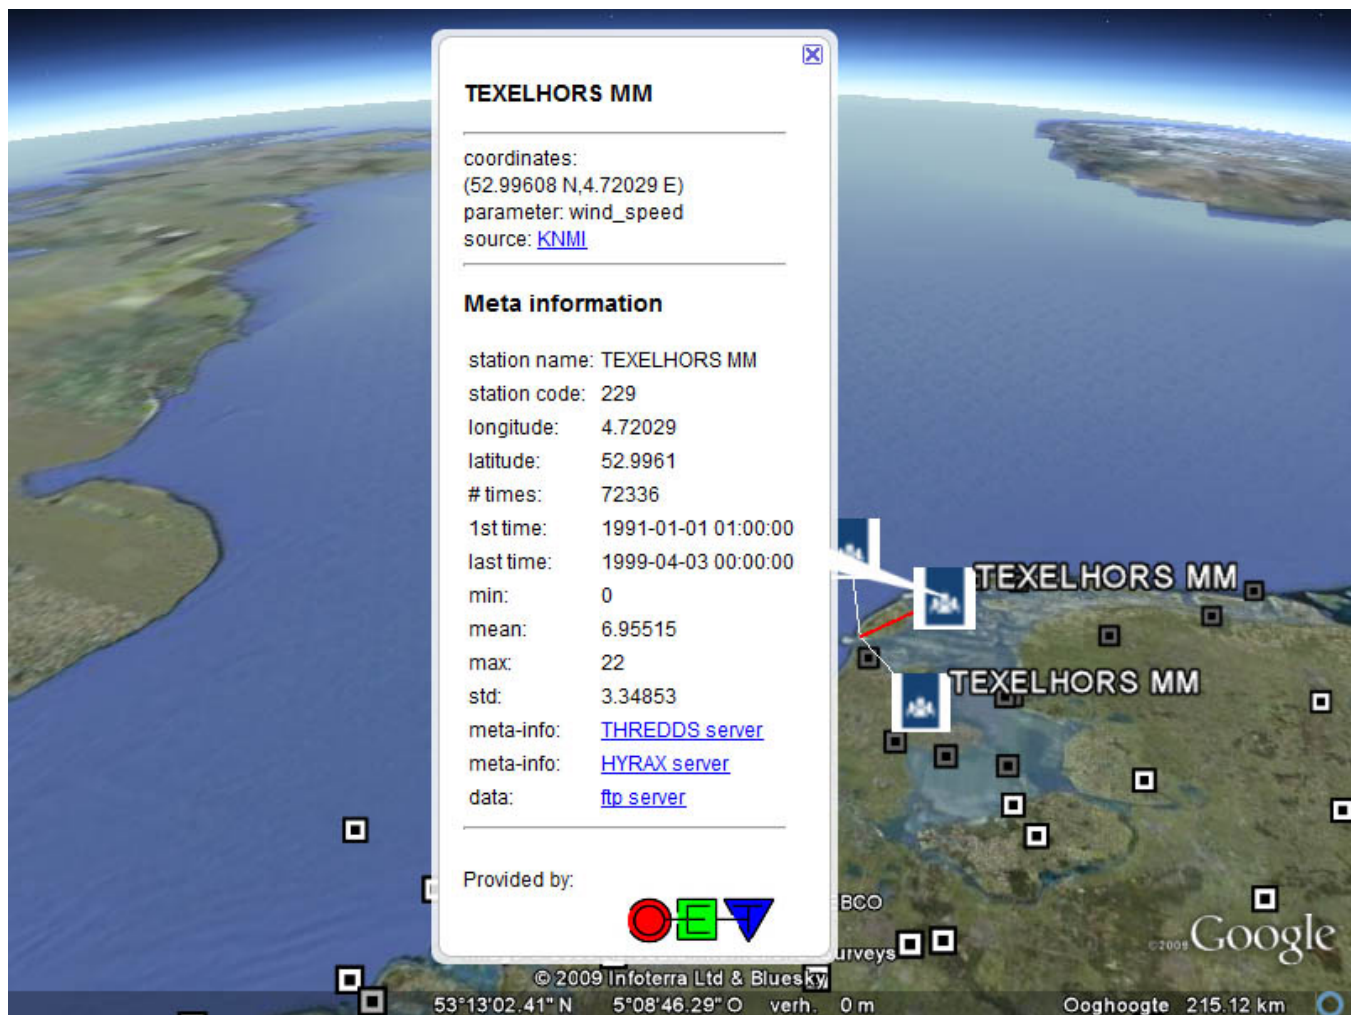 TEXELHORS MM
coordinates:
(52.99608 N,4.72029 E)
parameter: wind_speed
source: KNMI
Meta information
station name: TEXELHORS MM
station code: 229
longitude: 4.72029
latitude: 52.9961
# times: 72336
1st time: 1991-01-01 01:00:00
last time: 1999-04-03 00:00:00
min: 0
mean: 6.95515
max: 22
std: 3.34853
meta-info: THREDDS server
meta-info: HYRAX server
data: ftp server
Provided by:
E T
TEXELHORS MM
TEXELHORS MM
EBCO
urveys
©2009 Google
© 2009 Infoterra Ltd & Bluesky
53°13'02.41" N 5°08'46.29" O verh. 0 m Ooghoogte 215.12 km